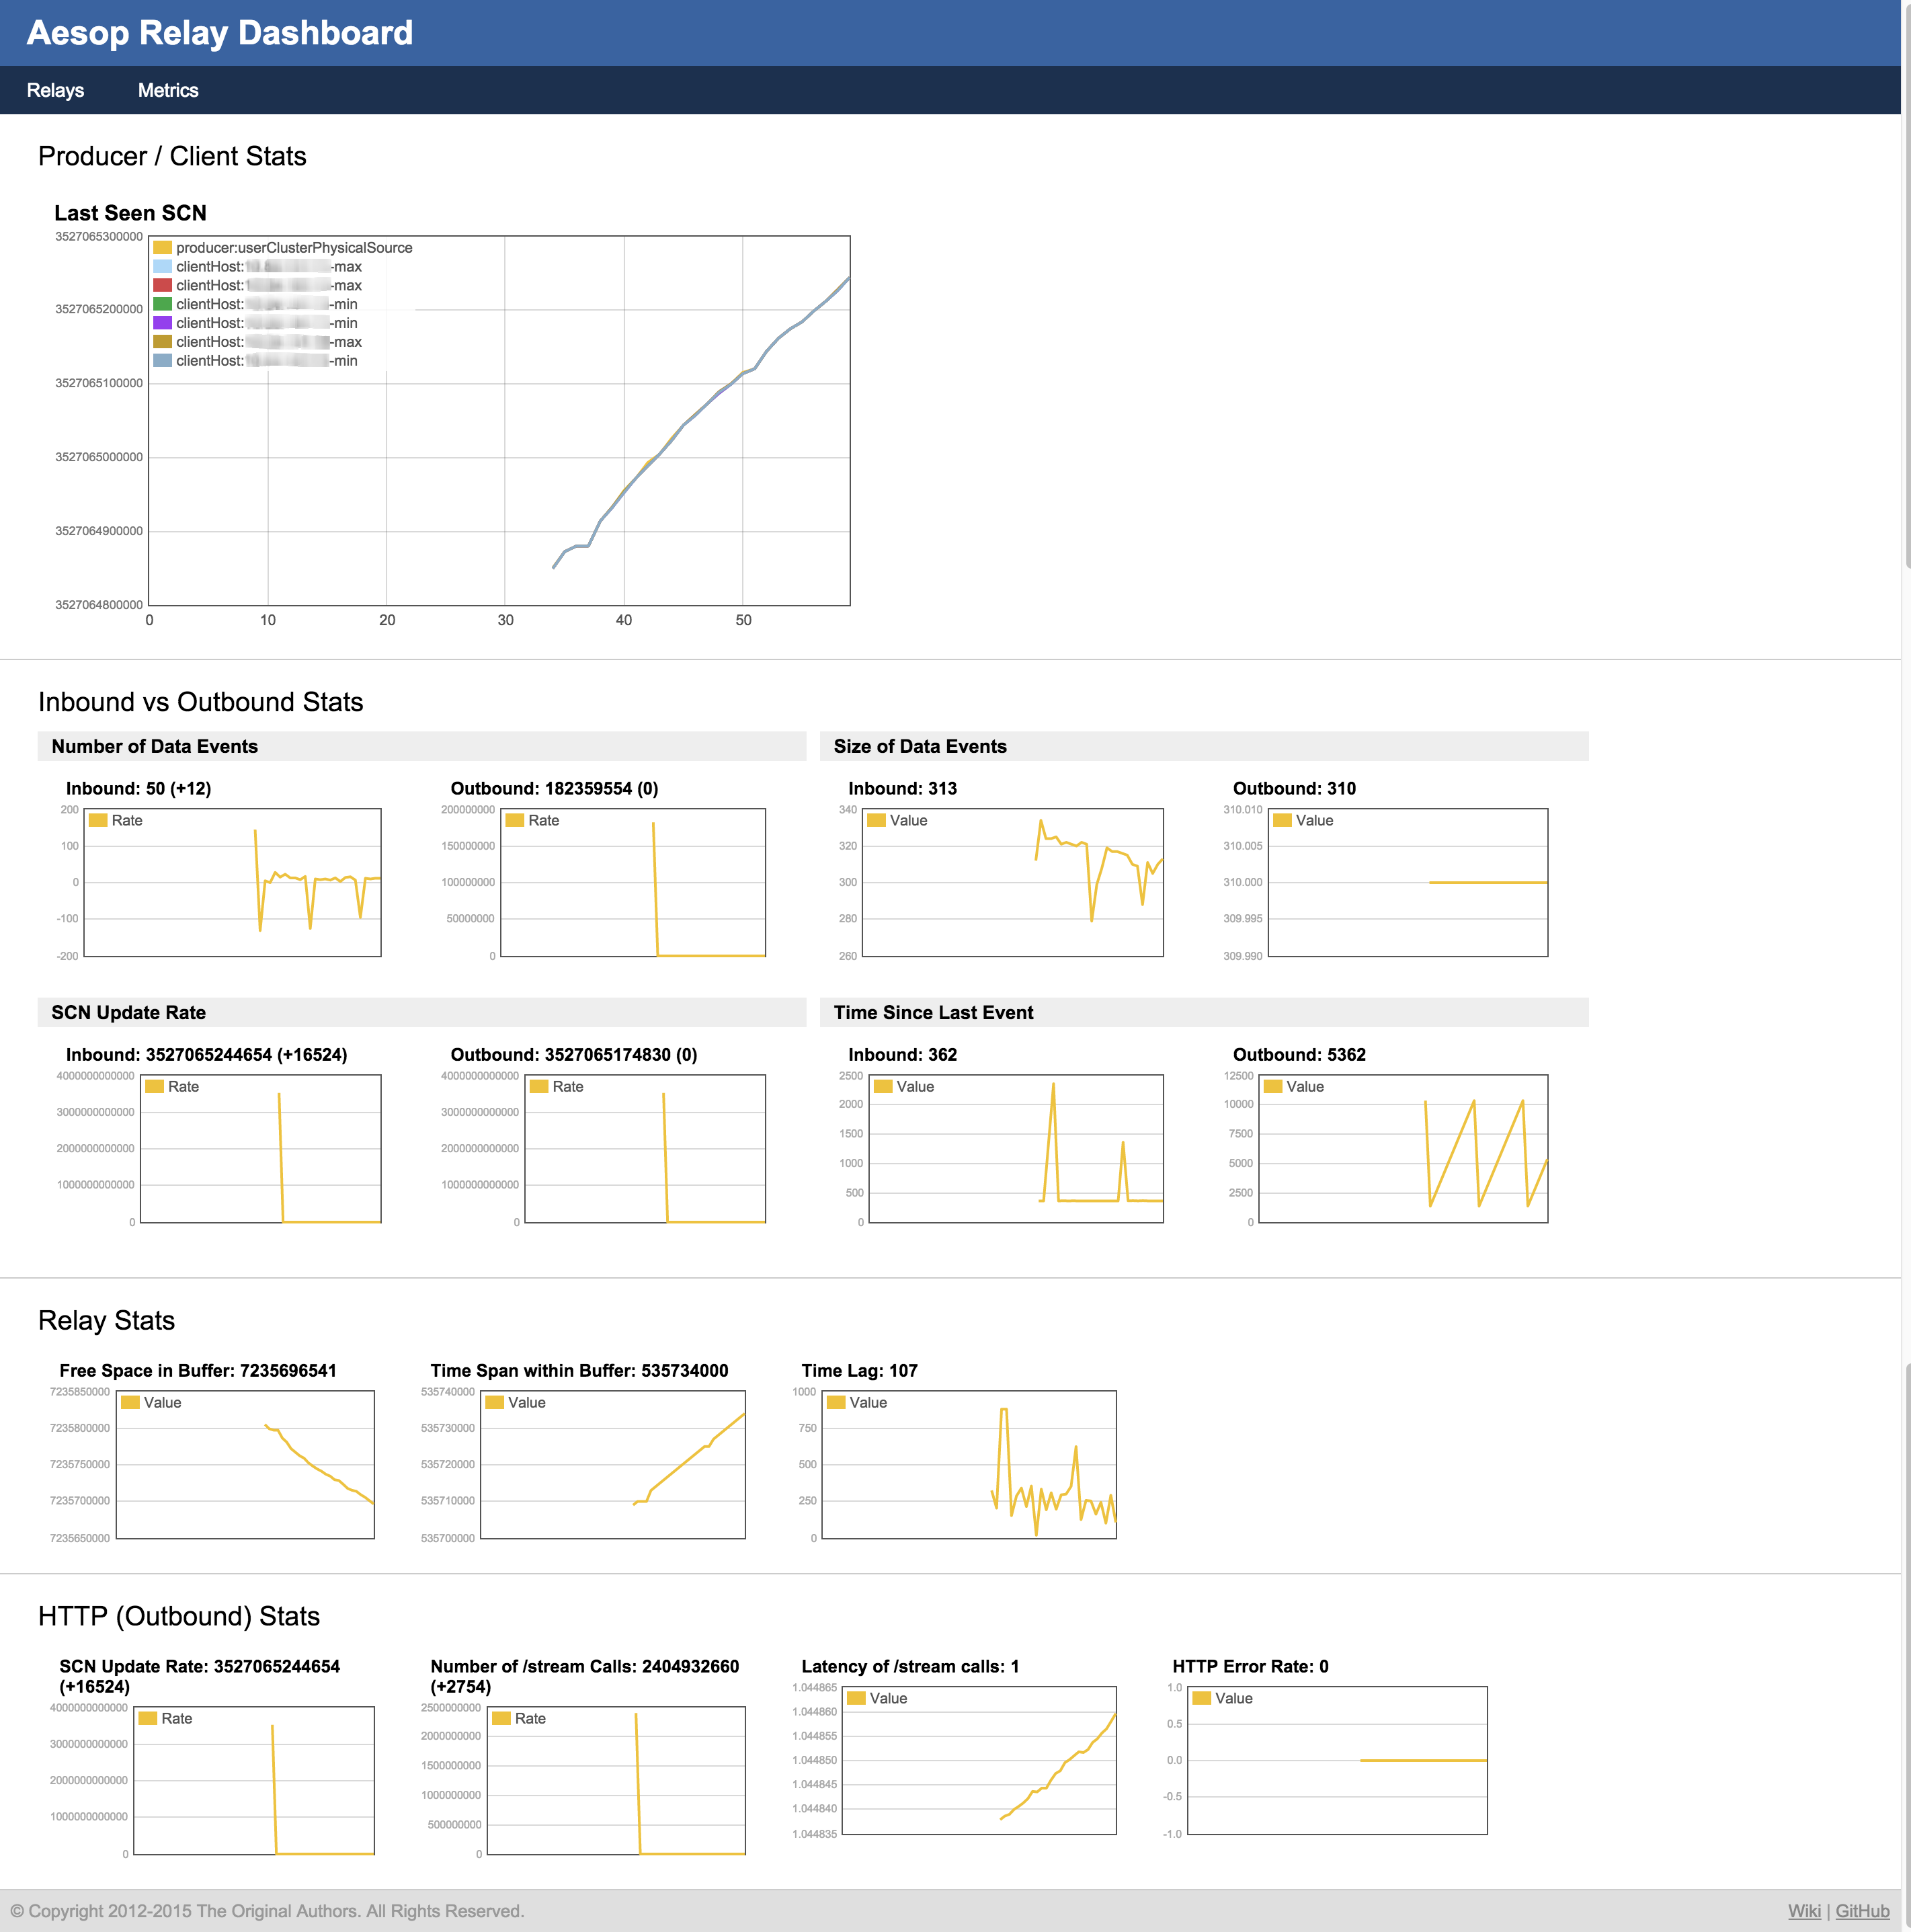 Aesop Relay Dashboard
Relays Metrics
Producer / Client Stats
Last Seen SCN
3527065300000
3527065200000
3527065100000
3527065000000
3527064900000
3527064800000
producer:userClusterPhysicalSource
clientHost: -max
clientHost: -max
clientHost: -min
clientHost: -min
clientHost: -max
clientHost: -min
0 10 20 30 40 50
Inbound vs Outbound Stats
Number of Data Events
Inbound: 50 (+12)
200
100
0
-100
-200
Rate
Outbound: 182359554 (0)
200000000
150000000
100000000
50000000
0
Rate
Size of Data Events
Inbound: 313
340
320
300
280
260
Value
Outbound: 310
310.010
310.005
310.000
309.995
309.990
Value
SCN Update Rate
Inbound: 3527065244654 (+16524)
4000000000000
3000000000000
2000000000000
1000000000000
0
Rate
Outbound: 3527065174830 (0)
4000000000000
3000000000000
2000000000000
1000000000000
0
Rate
Time Since Last Event
Inbound: 362
2500
2000
1500
1000
500
0
Value
Outbound: 5362
12500
10000
7500
5000
2500
0
Value
Relay Stats
Free Space in Buffer: 7235696541
7235850000
7235800000
7235750000
7235700000
7235650000
Value
Time Span within Buffer: 535734000
535740000
535730000
535720000
535710000
535700000
Value
Time Lag: 107
1000
750
500
250
0
Value
HTTP (Outbound) Stats
SCN Update Rate: 3527065244654
(+16524)
4000000000000
3000000000000
2000000000000
1000000000000
0
Rate
Number of /stream Calls: 2404932660
(+2754)
2500000000
2000000000
1500000000
1000000000
500000000
0
Rate
Latency of /stream calls: 1
1.044865
1.044860
1.044855
1.044850
1.044845
1.044840
1.044835
Value
HTTP Error Rate: 0
1.0
0.5
0.0
-0.5
-1.0
Value
© Copyright 2012-2015 The Original Authors. All Rights Reserved.
Wiki | GitHub